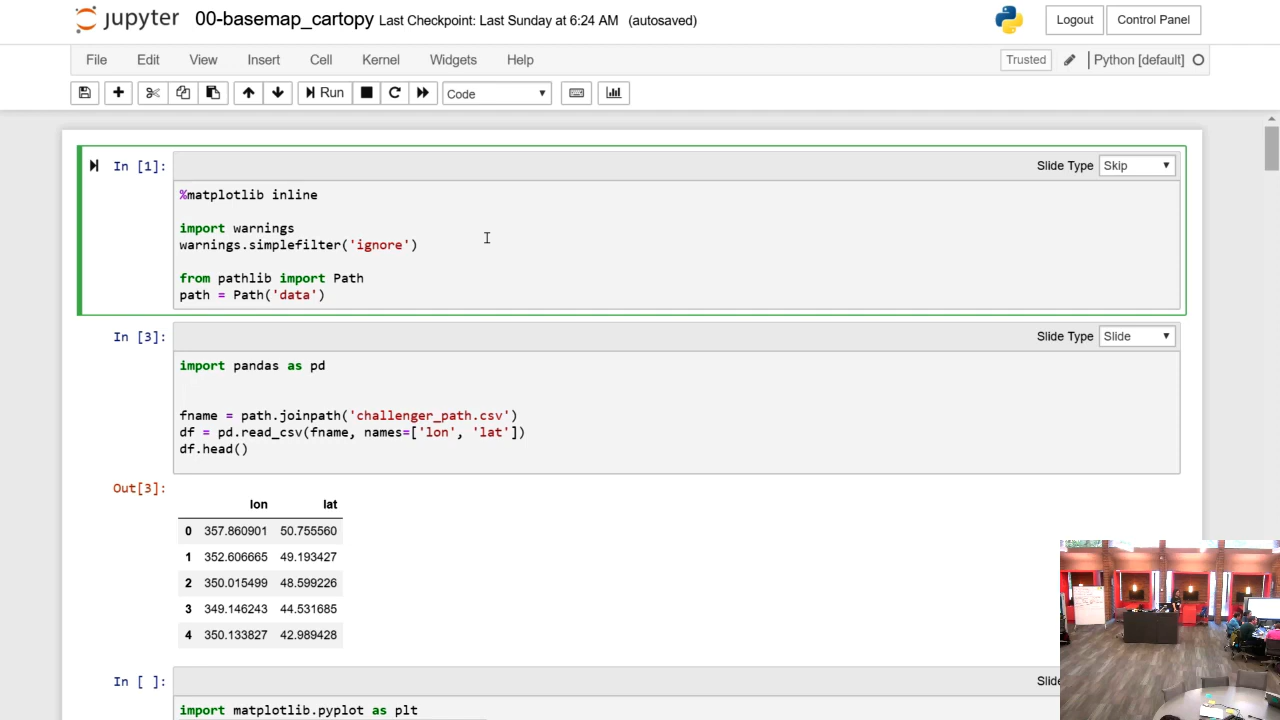 jupyter 00-basemap_cartopy Last Checkpoint: Last Sunday at 6:24 AM (autosaved) Logout Control Panel
File Edit View Insert Cell Kernel Widgets Help Trusted Python [default]
Run Code
In [1]: Slide Type Skip
%matplotlib inline
import warnings
warnings.simplefilter('ignore')
from pathlib import Path
path = Path('data')
In [3]: Slide Type Slide
import pandas as pd
fname = path.joinpath('challenger_path.csv')
df = pd.read_csv(fname, names=['lon', 'lat'])
df.head()
Out[3]:
lon lat
0 357.860901 50.755560
1 352.606665 49.193427
2 350.015499 48.599226
3 349.146243 44.531685
4 350.133827 42.989428
In [ ]: Slide
import matplotlib.pyplot as plt